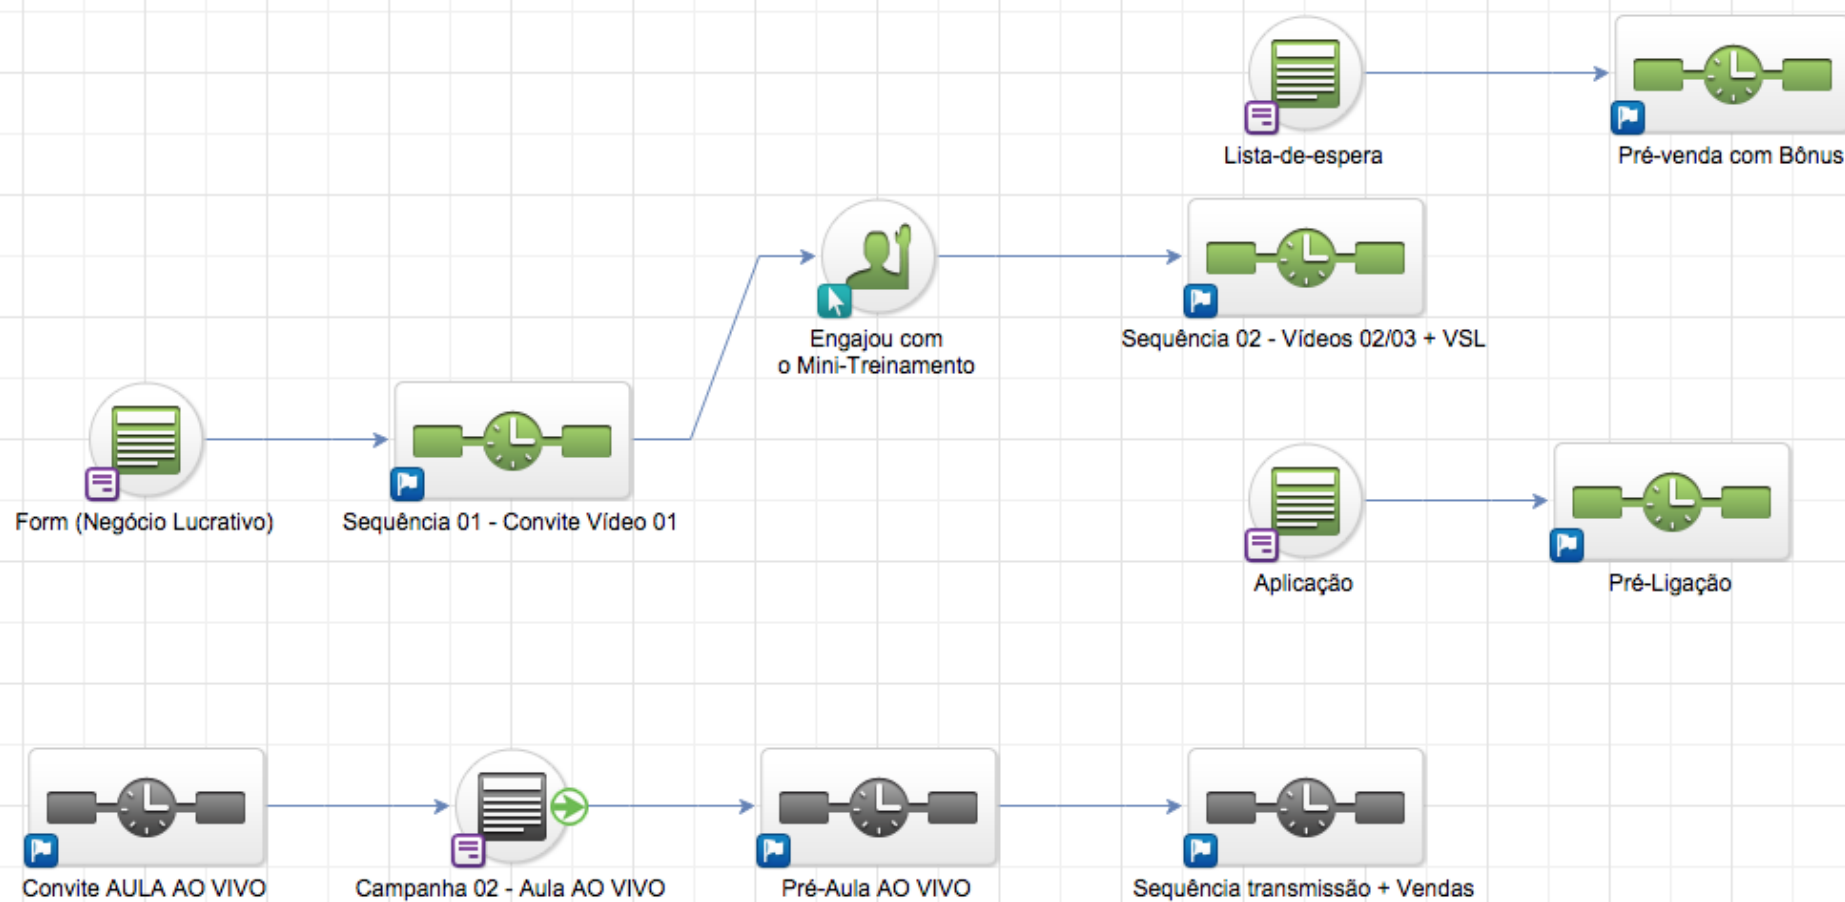 Lista-de-espera
Pré-venda com Bônus
Engajou com
o Mini-Treinamento
Sequência 02 - Vídeos 02/03 + VSL
Form (Negócio Lucrativo)
Sequência 01 - Convite Vídeo 01
Aplicação
Pré-Ligação
Convite AULA AO VIVO
Campanha 02 - Aula AO VIVO
Pré-Aula AO VIVO
Sequência transmissão + Vendas